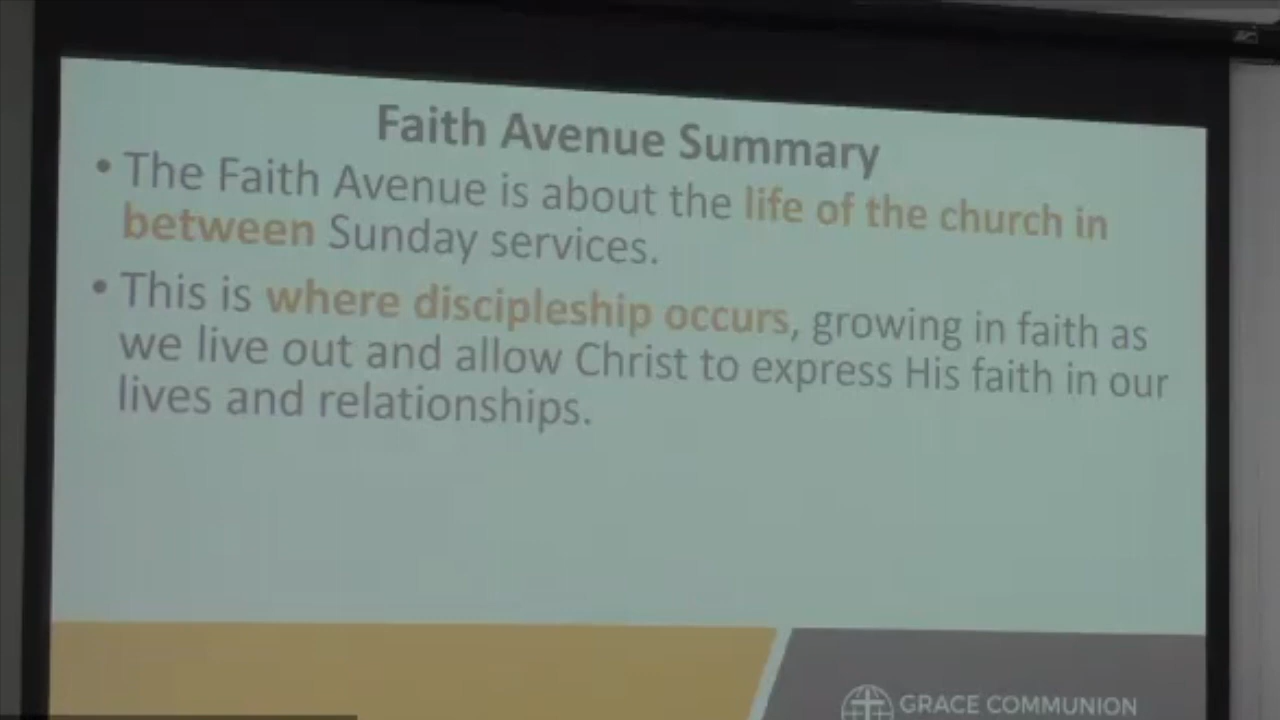 Faith Avenue Summary
• The Faith Avenue is about the life of the church in
between Sunday services.
• This is where discipleship occurs, growing in faith as
we live out and allow Christ to express His faith in our
lives and relationships.
GRACE COMMUNION